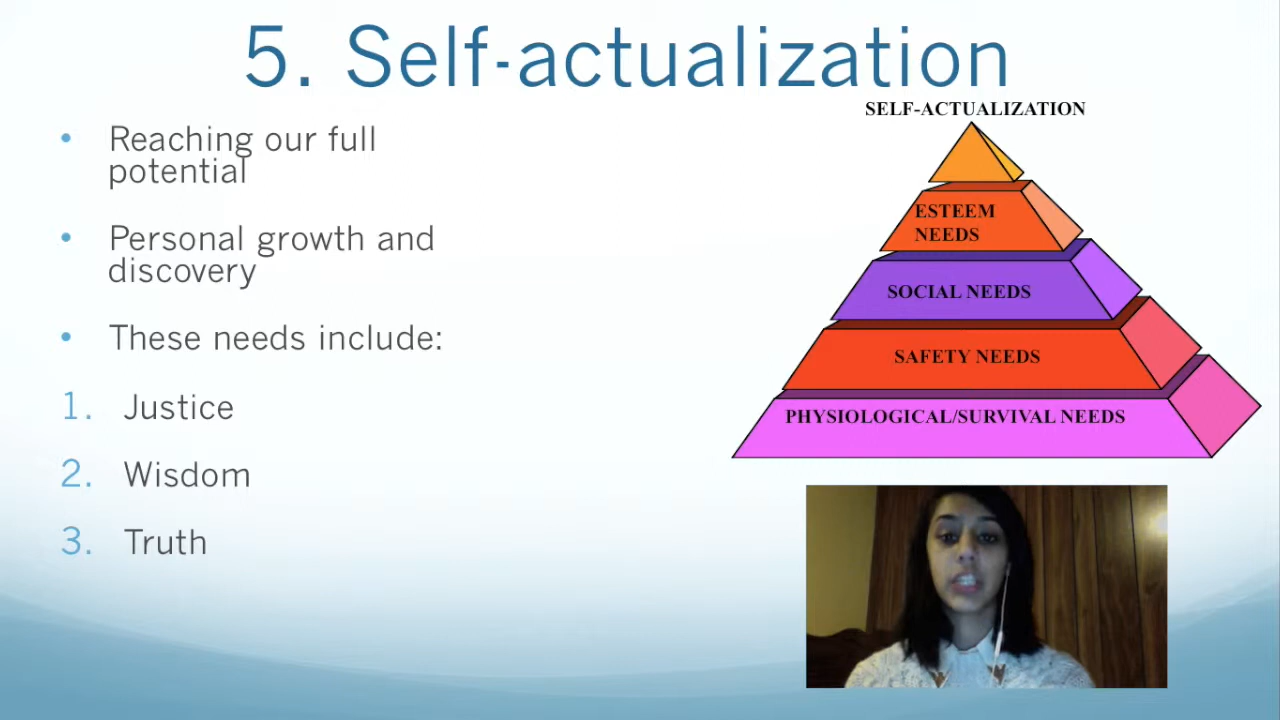 5. Self-actualization
• Reaching our full
potential
• Personal growth and
discovery
• These needs include:
1. Justice
2. Wisdom
3. Truth
SELF-ACTUALIZATION
ESTEEM
NEEDS
SOCIAL NEEDS
SAFETY NEEDS
PHYSIOLOGICAL/SURVIVAL NEEDS